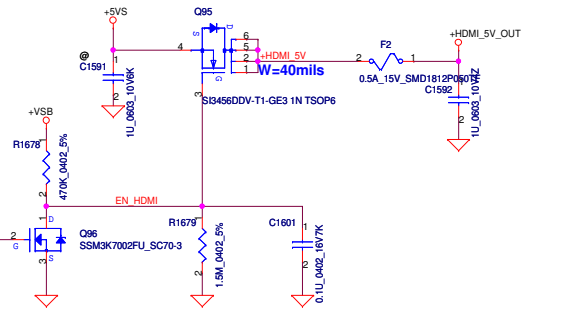 +5VS
Q95
S
D
4
6
5
2
1
G
3
+HDMI_5V
W=40mils
SI3456DDV-T1-GE3 1N TSOP6
F2
2
1
0.5A_15V_SMD1812P050TF
+HDMI_5V_OUT
C1592
1
2
1U_0603_10V6K
@
C1591
1
2
1U_0603_10V6K
+VSB
R1678
1
2
470K_0402_5%
EN_HDMI
Q96
SSM3K7002FU_SC70-3
1
D
2
G
3
S
R1679
1
2
1.5M_0402_5%
C1601
1
2
0.1U_0402_16V7K